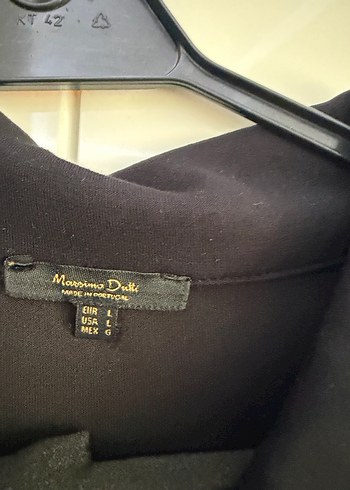 KT 42
Massimo Dutti
MADE IN PORTUGAL
EUR L
USA L
MEX G